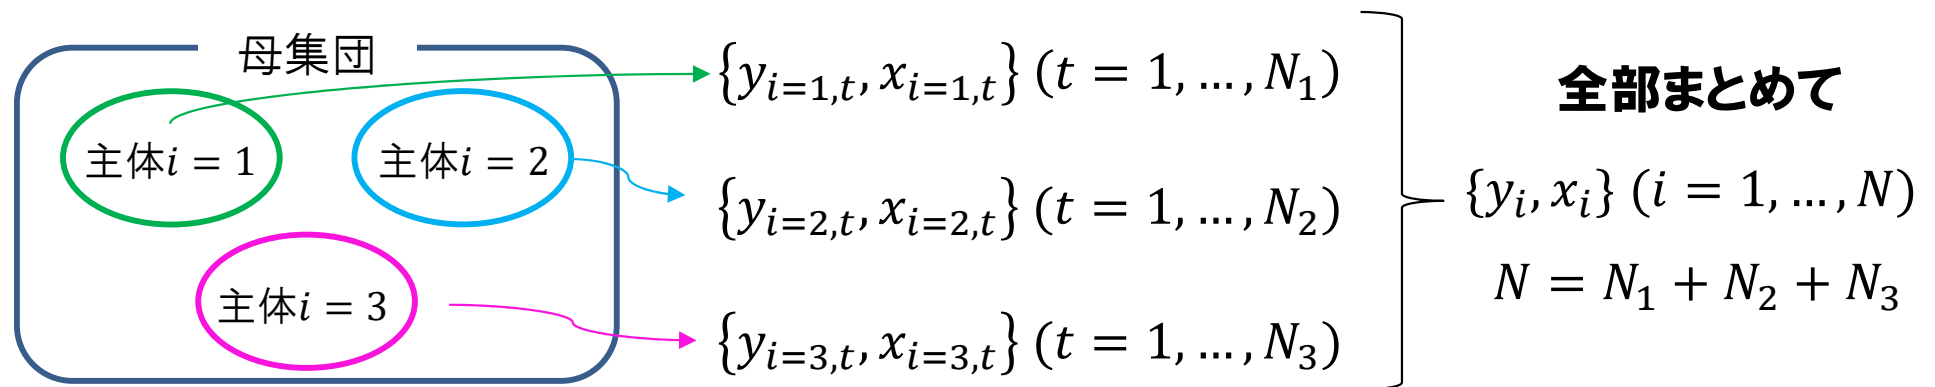 母集団
主体i = 1
主体i = 2
主体i = 3
{y_{i=1,t}, x_{i=1,t}} (t = 1, … , N_1)
{y_{i=2,t}, x_{i=2,t}} (t = 1, … , N_2)
{y_{i=3,t}, x_{i=3,t}} (t = 1, … , N_3)
全部まとめて
{y_i, x_i} (i = 1, … , N)
N = N_1 + N_2 + N_3